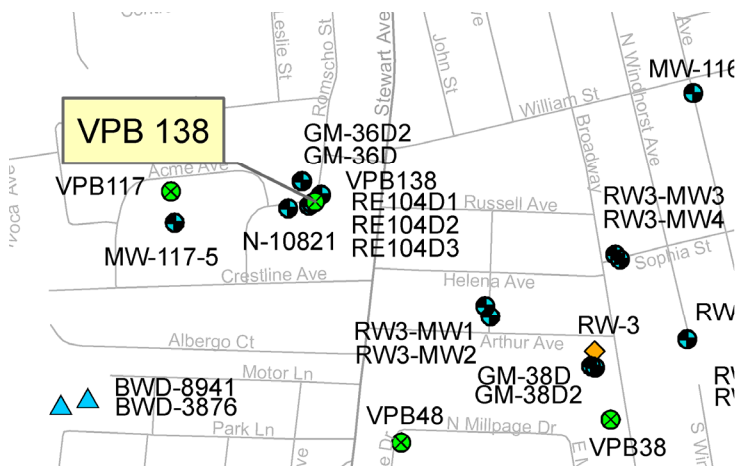 Leslie St
Romscho St
Stewart Ave
John St
Ave
N Windhorst Ave
MW-116
William St
Broadway
VPB 138
GM-36D2
GM-36D
Acme Ave
VPB117
VPB138
RE104D1
RE104D2
RE104D3
Russell Ave
RW3-MW3
RW3-MW4
N-10821
MW-117-5
Sophia St
Crestline Ave
Helena Ave
RW3-MW1
RW3-MW2
RW-3
Arthur Ave
Albergo Ct
Motor Ln
GM-38D
GM-38D2
BWD-8941
BWD-3876
VPB48
N Millpage Dr
Park Ln
VPB38